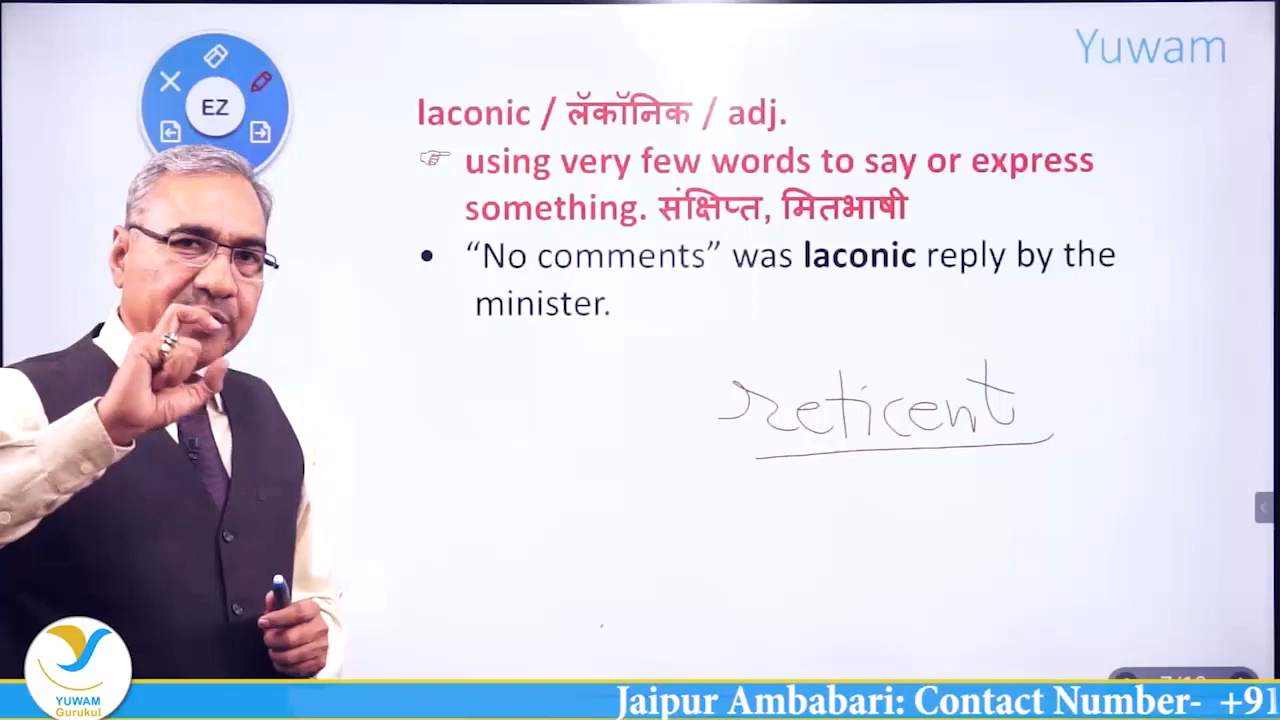 Yuwam
EZ
laconic / लॅकॉनिक / adj.
☞ using very few words to say or express
something. संक्षिप्त, मितभाषी
• “No comments” was laconic reply by the
minister.
reticent
YUWAM
Gurukul
Jaipur Ambabari: Contact Number- +91